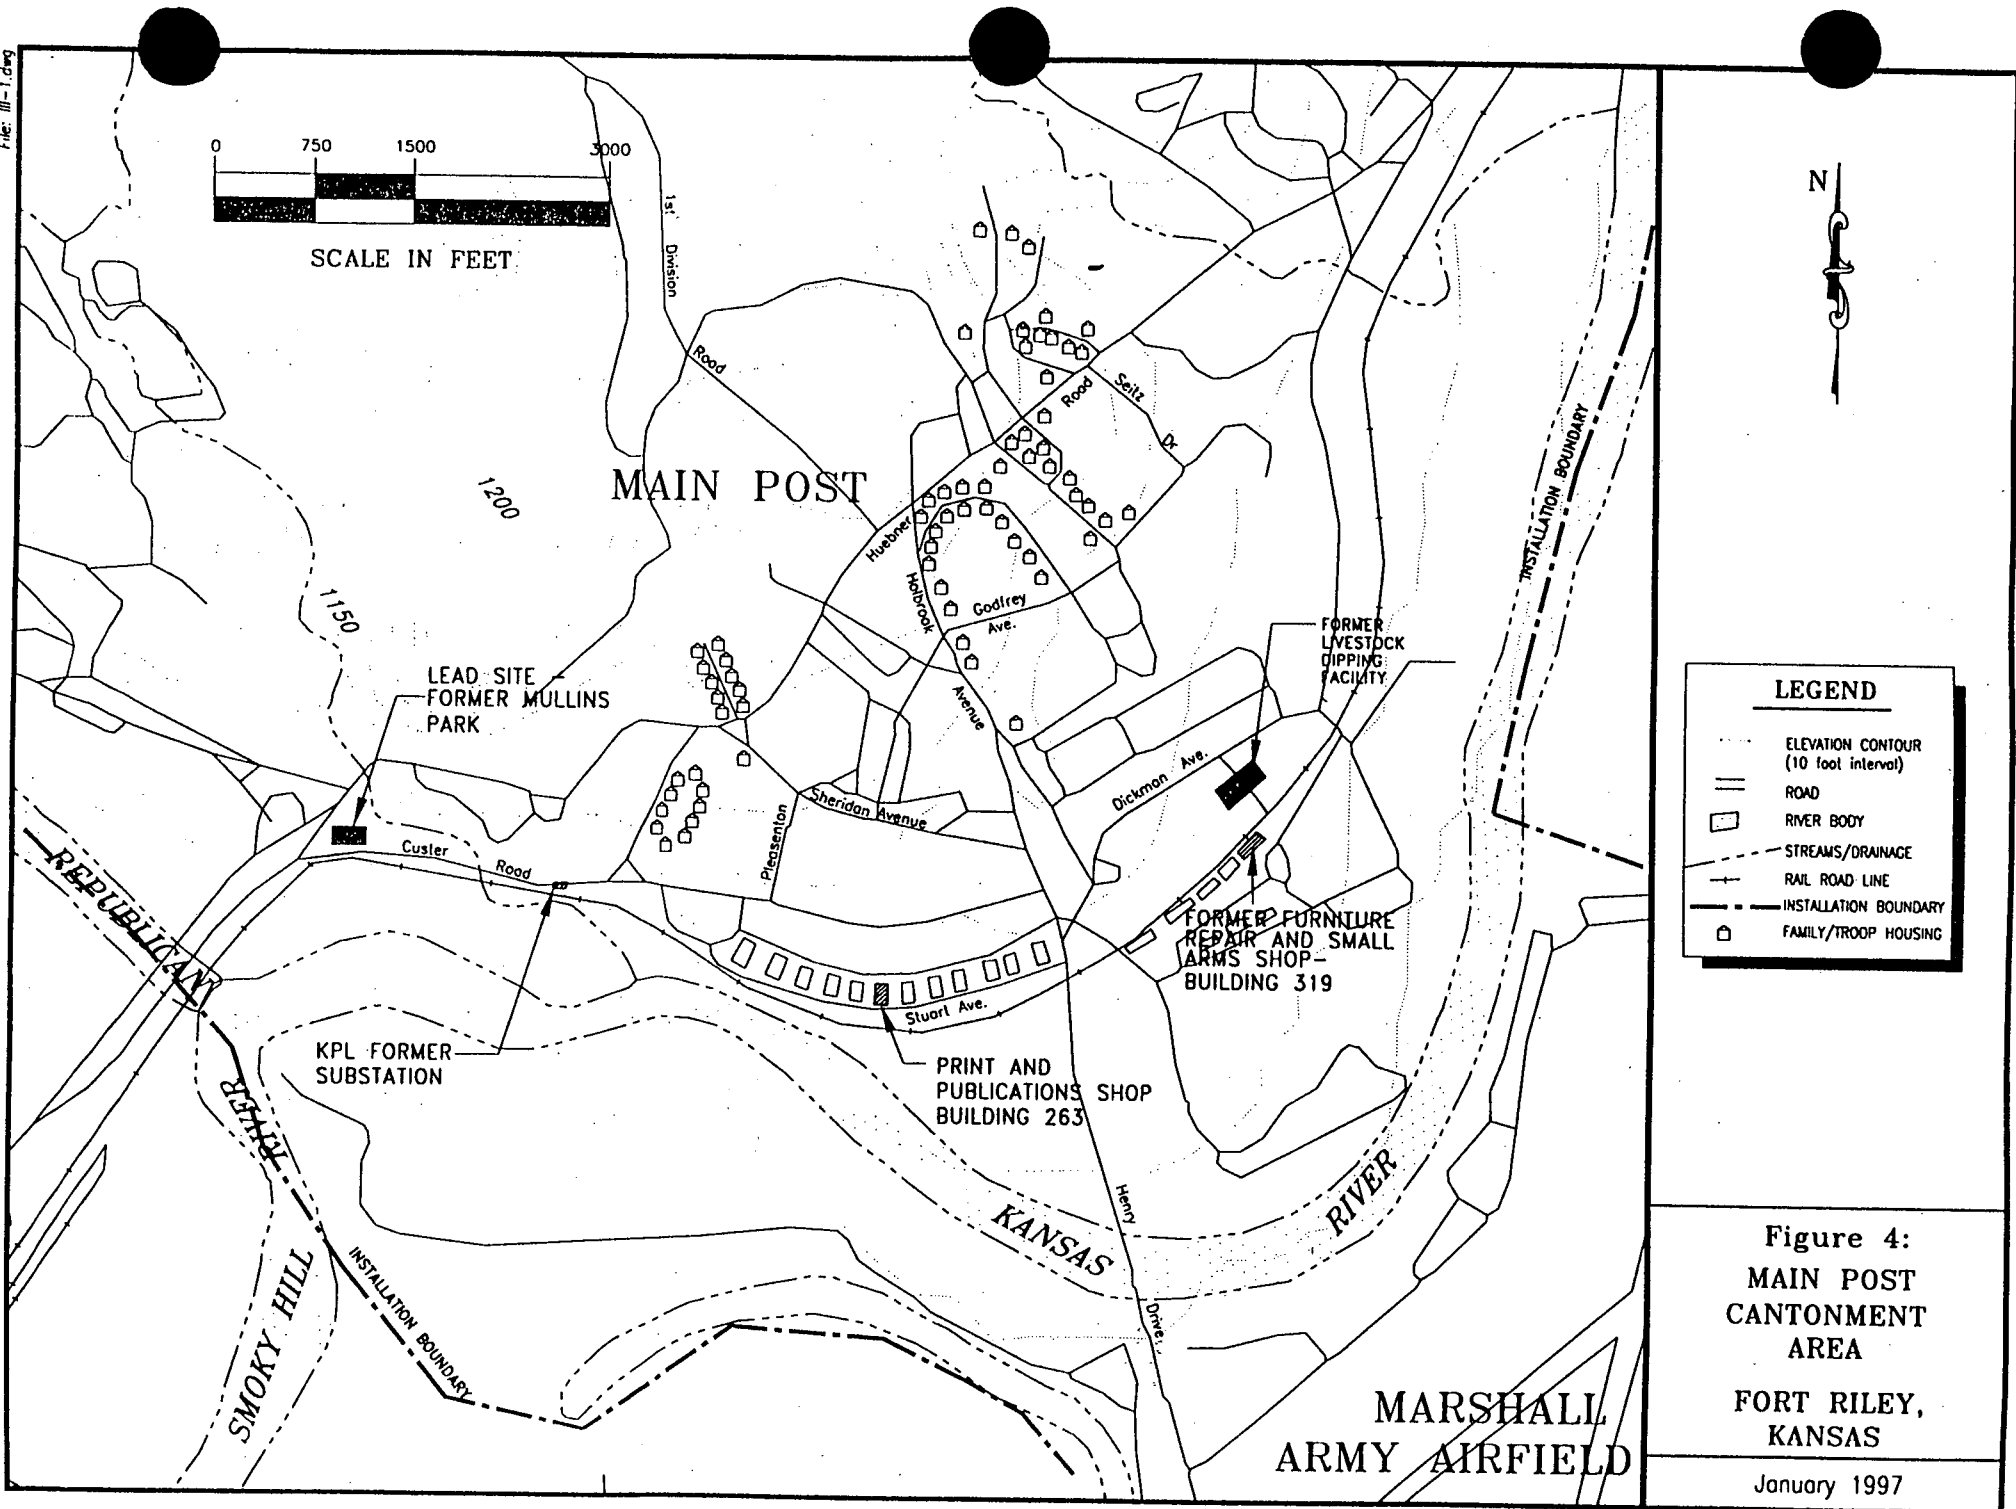 File: III-1.dwg
0 750 1500 3000
SCALE IN FEET
1st Division
Road
N
MAIN POST
1200
1150
Huebner
Road
Seitz
Dr
Holbrook
Avenue
Godfrey
Ave.
FORMER
LIVESTOCK
DIPPING
FACILITY
INSTALLATION BOUNDARY
INSTALLATION BOUNDARY
LEAD SITE -
FORMER MULLINS
PARK
Dickman Ave.
Sheridan Avenue
Pleasenton
Custer
Road
REPUBLICAN
RIVER
FORMER FURNITURE
REPAIR AND SMALL
ARMS SHOP-
BUILDING 319
Stuart Ave.
KPL FORMER
SUBSTATION
PRINT AND
PUBLICATIONS SHOP
BUILDING 263
Henry
Drive
KANSAS
RIVER
SMOKY HILL
INSTALLATION BOUNDARY
MARSHALL
ARMY AIRFIELD
LEGEND
ELEVATION CONTOUR
(10 foot interval)
ROAD
RIVER BODY
STREAMS/DRAINAGE
RAIL ROAD LINE
INSTALLATION BOUNDARY
FAMILY/TROOP HOUSING
Figure 4:
MAIN POST
CANTONMENT
AREA
FORT RILEY,
KANSAS
January 1997